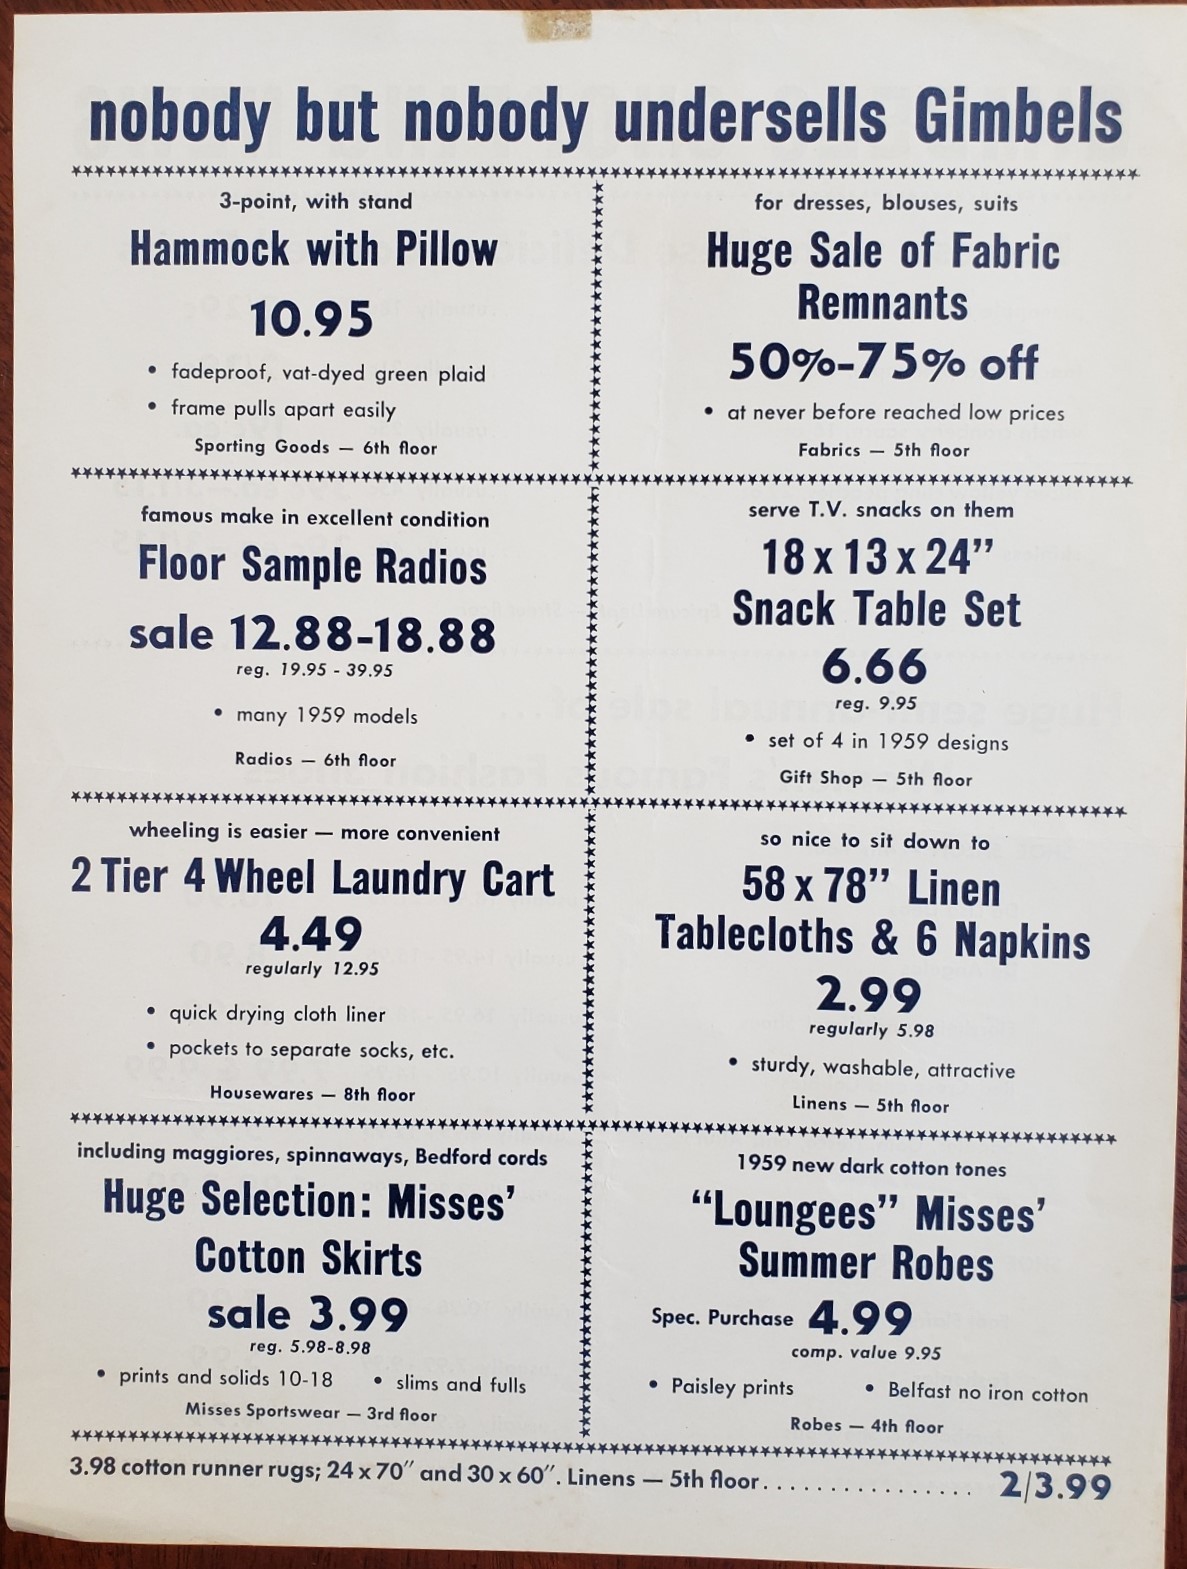 nobody but nobody undersells Gimbels
3-point, with stand
Hammock with Pillow
10.95
• fadeproof, vat-dyed green plaid
• frame pulls apart easily
Sporting Goods — 6th floor
for dresses, blouses, suits
Huge Sale of Fabric
Remnants
50%-75% off
• at never before reached low prices
Fabrics — 5th floor
famous make in excellent condition
Floor Sample Radios
sale 12.88-18.88
reg. 19.95 - 39.95
• many 1959 models
Radios — 6th floor
serve T.V. snacks on them
18 x 13 x 24”
Snack Table Set
6.66
reg. 9.95
• set of 4 in 1959 designs
Gift Shop — 5th floor
wheeling is easier — more convenient
2 Tier 4 Wheel Laundry Cart
4.49
regularly 12.95
• quick drying cloth liner
• pockets to separate socks, etc.
Housewares — 8th floor
so nice to sit down to
58 x 78” Linen
Tablecloths & 6 Napkins
2.99
regularly 5.98
• sturdy, washable, attractive
Linens — 5th floor
including maggiores, spinnaways, Bedford cords
Huge Selection: Misses’
Cotton Skirts
sale 3.99
reg. 5.98-8.98
• prints and solids 10-18 • slims and fulls
Misses Sportswear — 3rd floor
1959 new dark cotton tones
“Loungees” Misses’
Summer Robes
Spec. Purchase 4.99
comp. value 9.95
• Paisley prints • Belfast no iron cotton
Robes — 4th floor
3.98 cotton runner rugs; 24 x 70″ and 30 x 60″. Linens — 5th floor . . . . . . . . . . . . . . . . 2/3.99